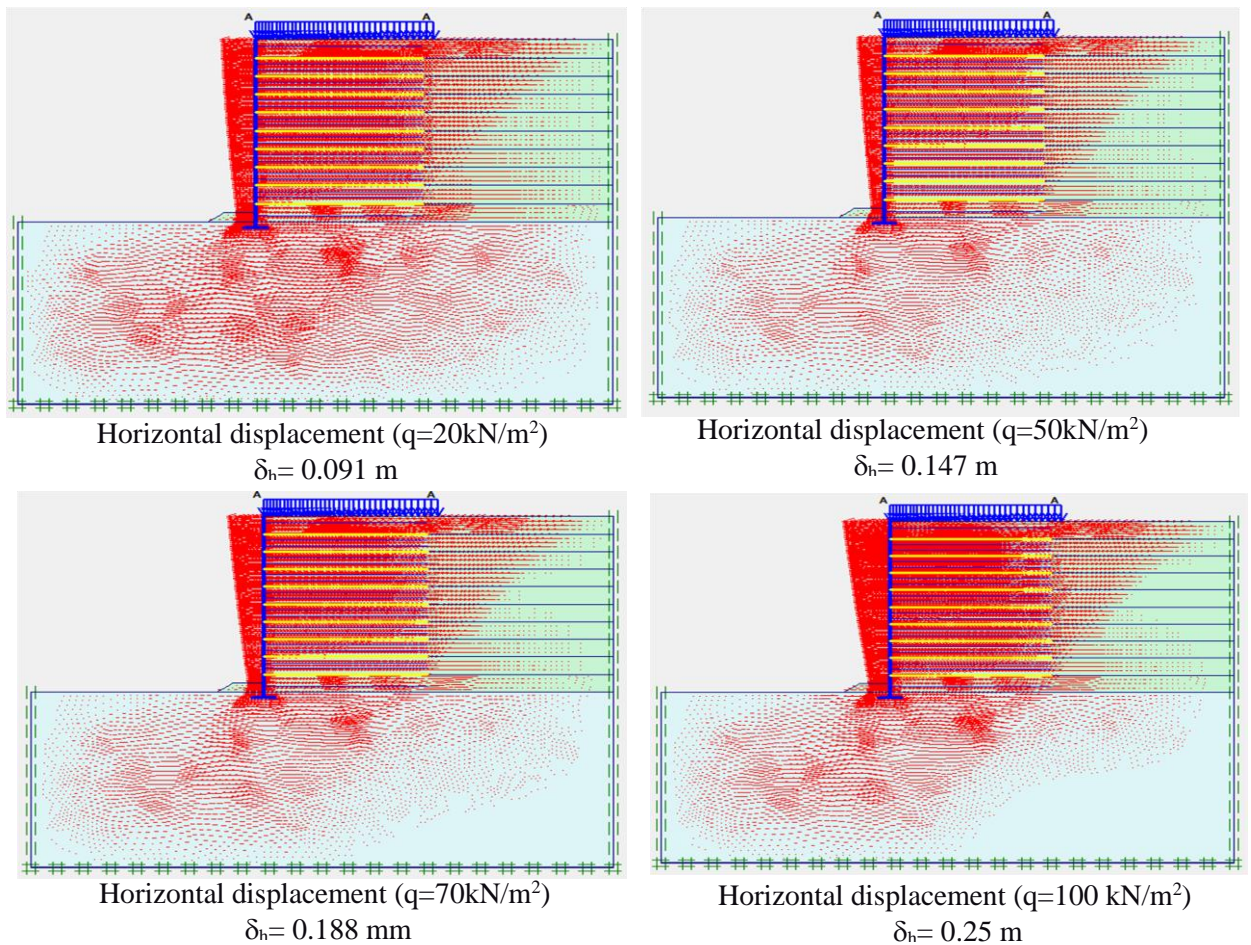 A A
A A
Horizontal displacement (q=20kN/m²)
δₕ= 0.091 m
Horizontal displacement (q=50kN/m²)
δₕ= 0.147 m
A A
A A
Horizontal displacement (q=70kN/m²)
δₕ= 0.188 mm
Horizontal displacement (q=100 kN/m²)
δₕ= 0.25 m